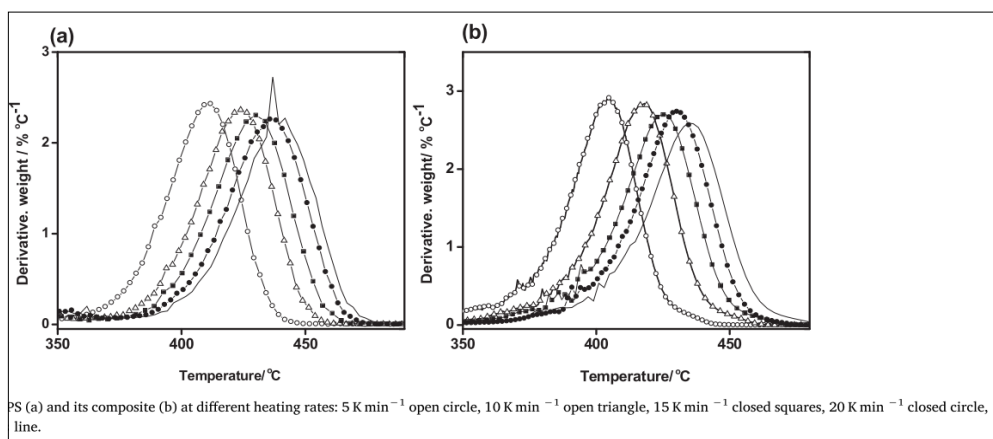 (a)
(b)
3
2
1
0
350
400
450
Derivative. weight / % °C-1
Temperature/°C
3
2
1
0
350
400
450
Derivative. weight/ % °C-1
Temperature/°C
PS (a) and its composite (b) at different heating rates: 5 K min−1 open circle, 10 K min −1 open triangle, 15 K min−1 closed squares, 20 K min −1 closed circle,
line.